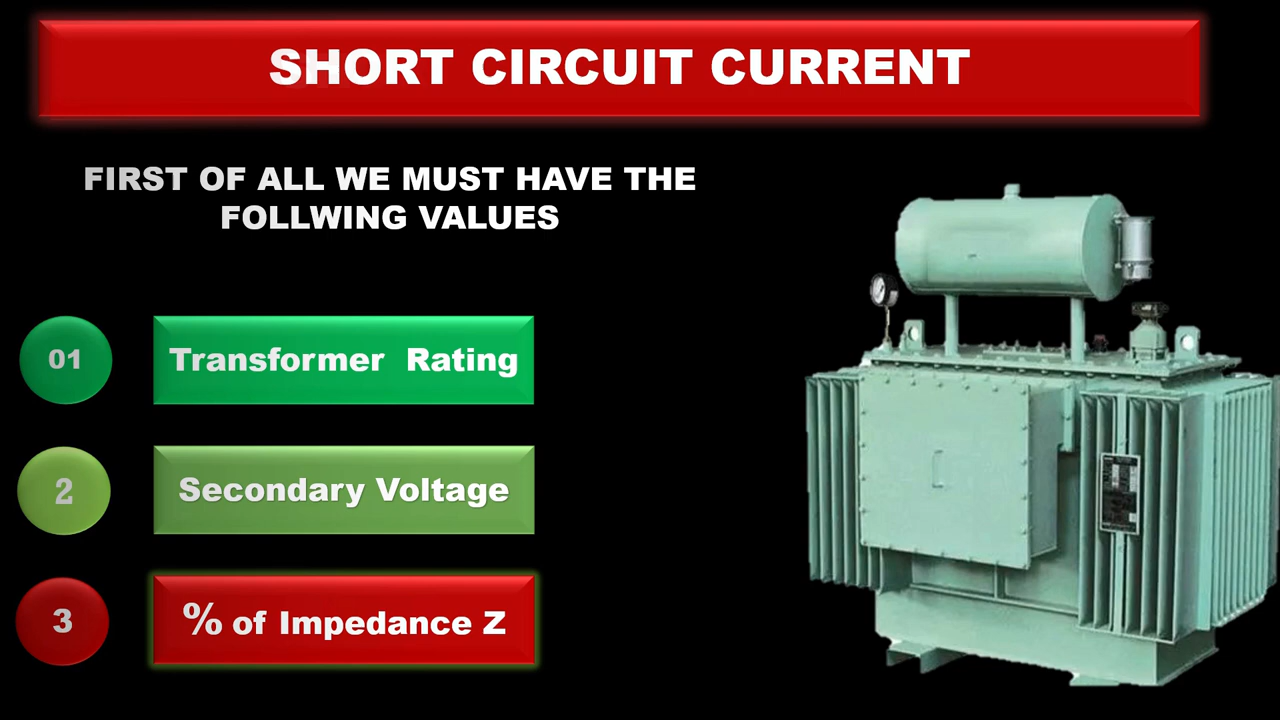 SHORT CIRCUIT CURRENT
FIRST OF ALL WE MUST HAVE THE
FOLLWING VALUES
01
Transformer Rating
2
Secondary Voltage
3
% of Impedance Z